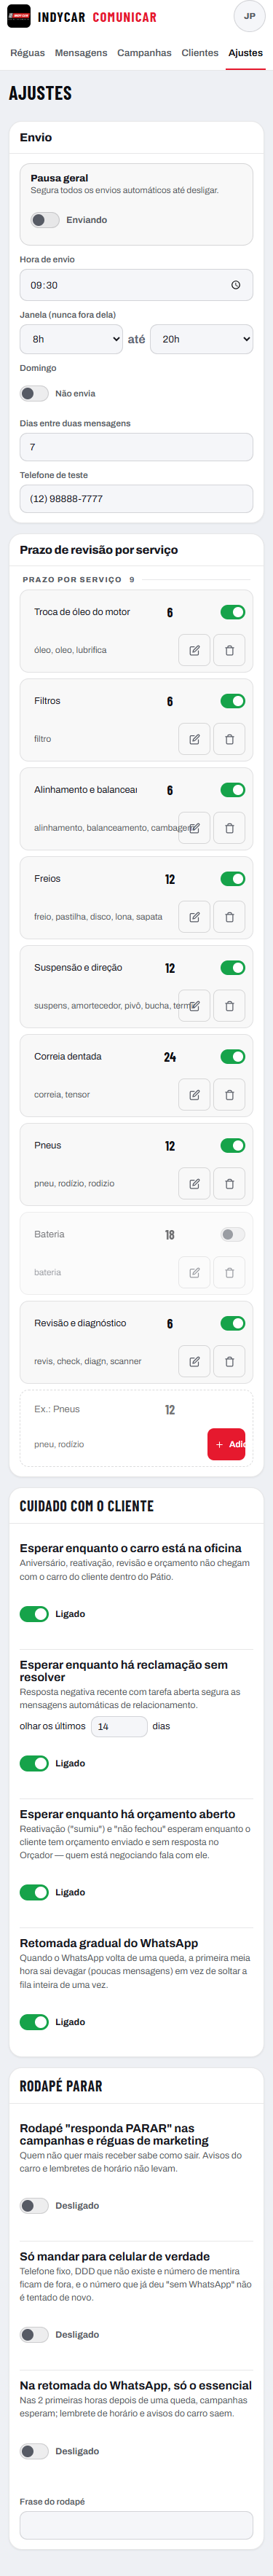 INDYCAR COMUNICAR
JP
Réguas Mensagens Campanhas Clientes Ajustes
AJUSTES
Envio
Pausa geral
Segura todos os envios automáticos até desligar.
Enviando
Hora de envio
09:30
Janela (nunca fora dela)
8h até 20h
Domingo
Não envia
Dias entre duas mensagens
7
Telefone de teste
(12) 98888-7777
Prazo de revisão por serviço
PRAZO POR SERVIÇO 9
Troca de óleo do motor 6
óleo, oleo, lubrifica
Filtros 6
filtro
Alinhamento e balancea 6
alinhamento, balanceamento, cambagem
Freios 12
freio, pastilha, disco, lona, sapata
Suspensão e direção 12
suspens, amortecedor, pivô, bucha, termi
Correia dentada 24
correia, tensor
Pneus 12
pneu, rodízio, rodizio
Bateria 18
bateria
Revisão e diagnóstico 6
revis, check, diagn, scanner
Ex.: Pneus 12
pneu, rodízio
+ Adic
CUIDADO COM O CLIENTE
Esperar enquanto o carro está na oficina
Aniversário, reativação, revisão e orçamento não chegam
com o carro do cliente dentro do Pátio.
Ligado
Esperar enquanto há reclamação sem
resolver
Resposta negativa recente com tarefa aberta segura as
mensagens automáticas de relacionamento.
olhar os últimos 14 dias
Ligado
Esperar enquanto há orçamento aberto
Reativação ("sumiu") e "não fechou" esperam enquanto o
cliente tem orçamento enviado e sem resposta no
Orçador — quem está negociando fala com ele.
Ligado
Retomada gradual do WhatsApp
Quando o WhatsApp volta de uma queda, a primeira meia
hora sai devagar (poucas mensagens) em vez de soltar a
fila inteira de uma vez.
Ligado
RODAPÉ PARAR
Rodapé "responda PARAR" nas
campanhas e réguas de marketing
Quem não quer mais receber sabe como sair. Avisos do
carro e lembretes de horário não levam.
Desligado
Só mandar para celular de verdade
Telefone fixo, DDD que não existe e número de mentira
ficam de fora, e o número que já deu "sem WhatsApp" não
é tentado de novo.
Desligado
Na retomada do WhatsApp, só o essencial
Nas 2 primeiras horas depois de uma queda, campanhas
esperam; lembrete de horário e avisos do carro saem.
Desligado
Frase do rodapé